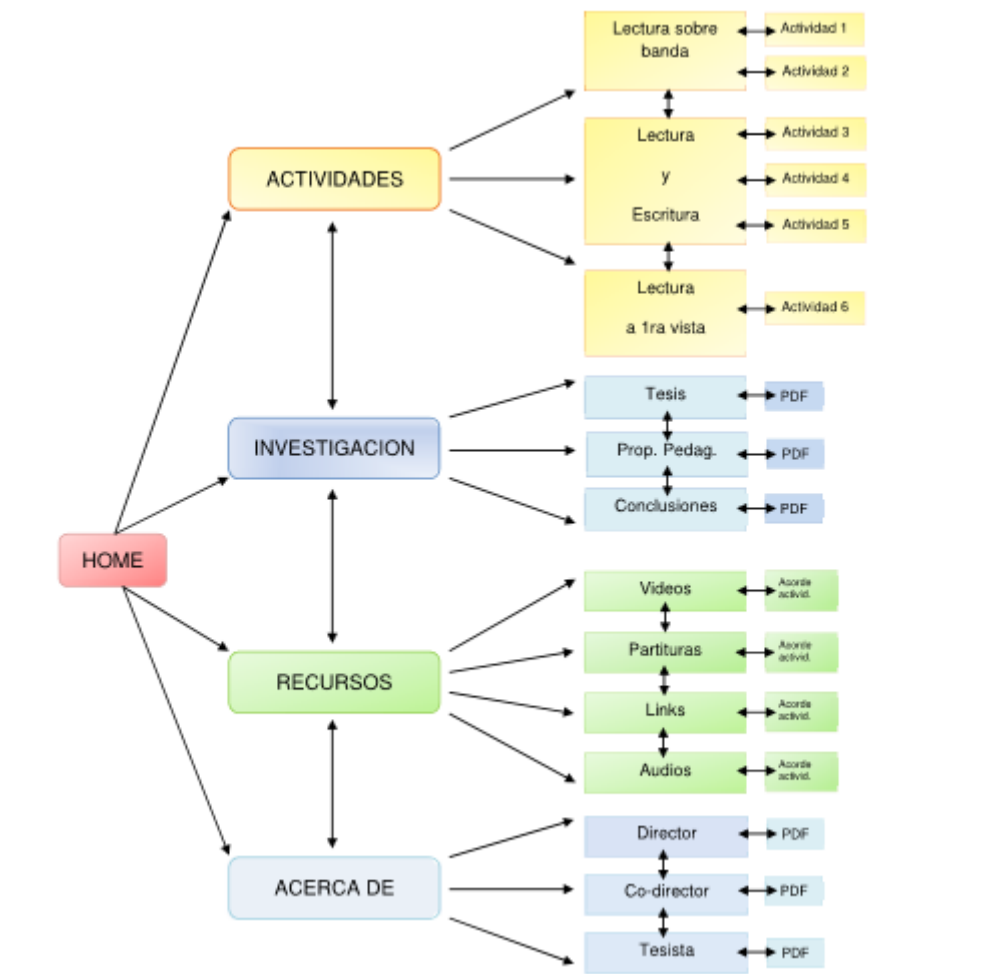 Lectura sobre
banda
Actividad 1
Actividad 2
Lectura
y
Escritura
Actividad 3
Actividad 4
Actividad 5
ACTIVIDADES
Lectura
a 1ra vista
Actividad 6
Tesis
PDF
INVESTIGACION
Prop. Pedag.
PDF
Conclusiones
PDF
HOME
Videos
Acorde
activid.
Partituras
Acorde
activid.
RECURSOS
Links
Acorde
activid.
Audios
Acorde
activid.
Director
PDF
ACERCA DE
Co-director
PDF
Tesista
PDF